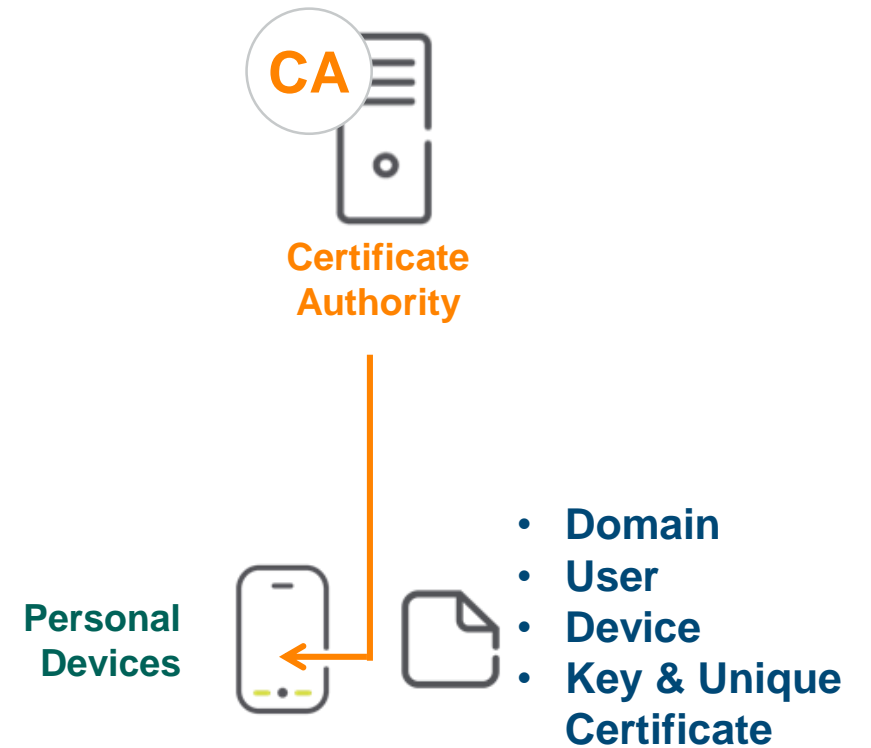 CA
Certificate
Authority
Personal
Devices
• Domain
• User
• Device
• Key & Unique
Certificate